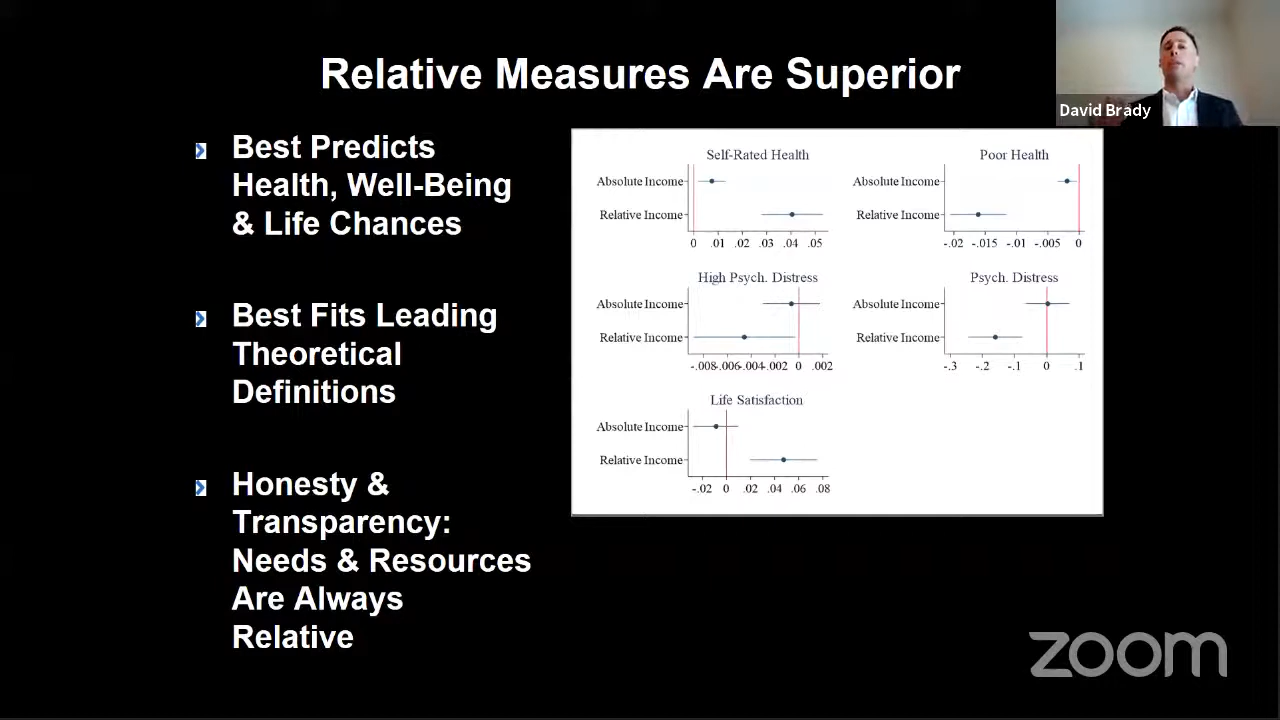 Relative Measures Are Superior
David Brady
Best Predicts
Health, Well-Being
& Life Chances
Best Fits Leading
Theoretical
Definitions
Honesty &
Transparency:
Needs & Resources
Are Always
Relative
Self-Rated Health
Absolute Income
Relative Income
0 .01 .02 .03 .04 .05
Poor Health
Absolute Income
Relative Income
-.02 -.015 -.01 -.005 0
High Psych. Distress
Absolute Income
Relative Income
-.008 -.006 -.004 -.002 0 .002
Psych. Distress
Absolute Income
Relative Income
-.3 -.2 -.1 0 .1
Life Satisfaction
Absolute Income
Relative Income
-.02 0 .02 .04 .06 .08
zoom